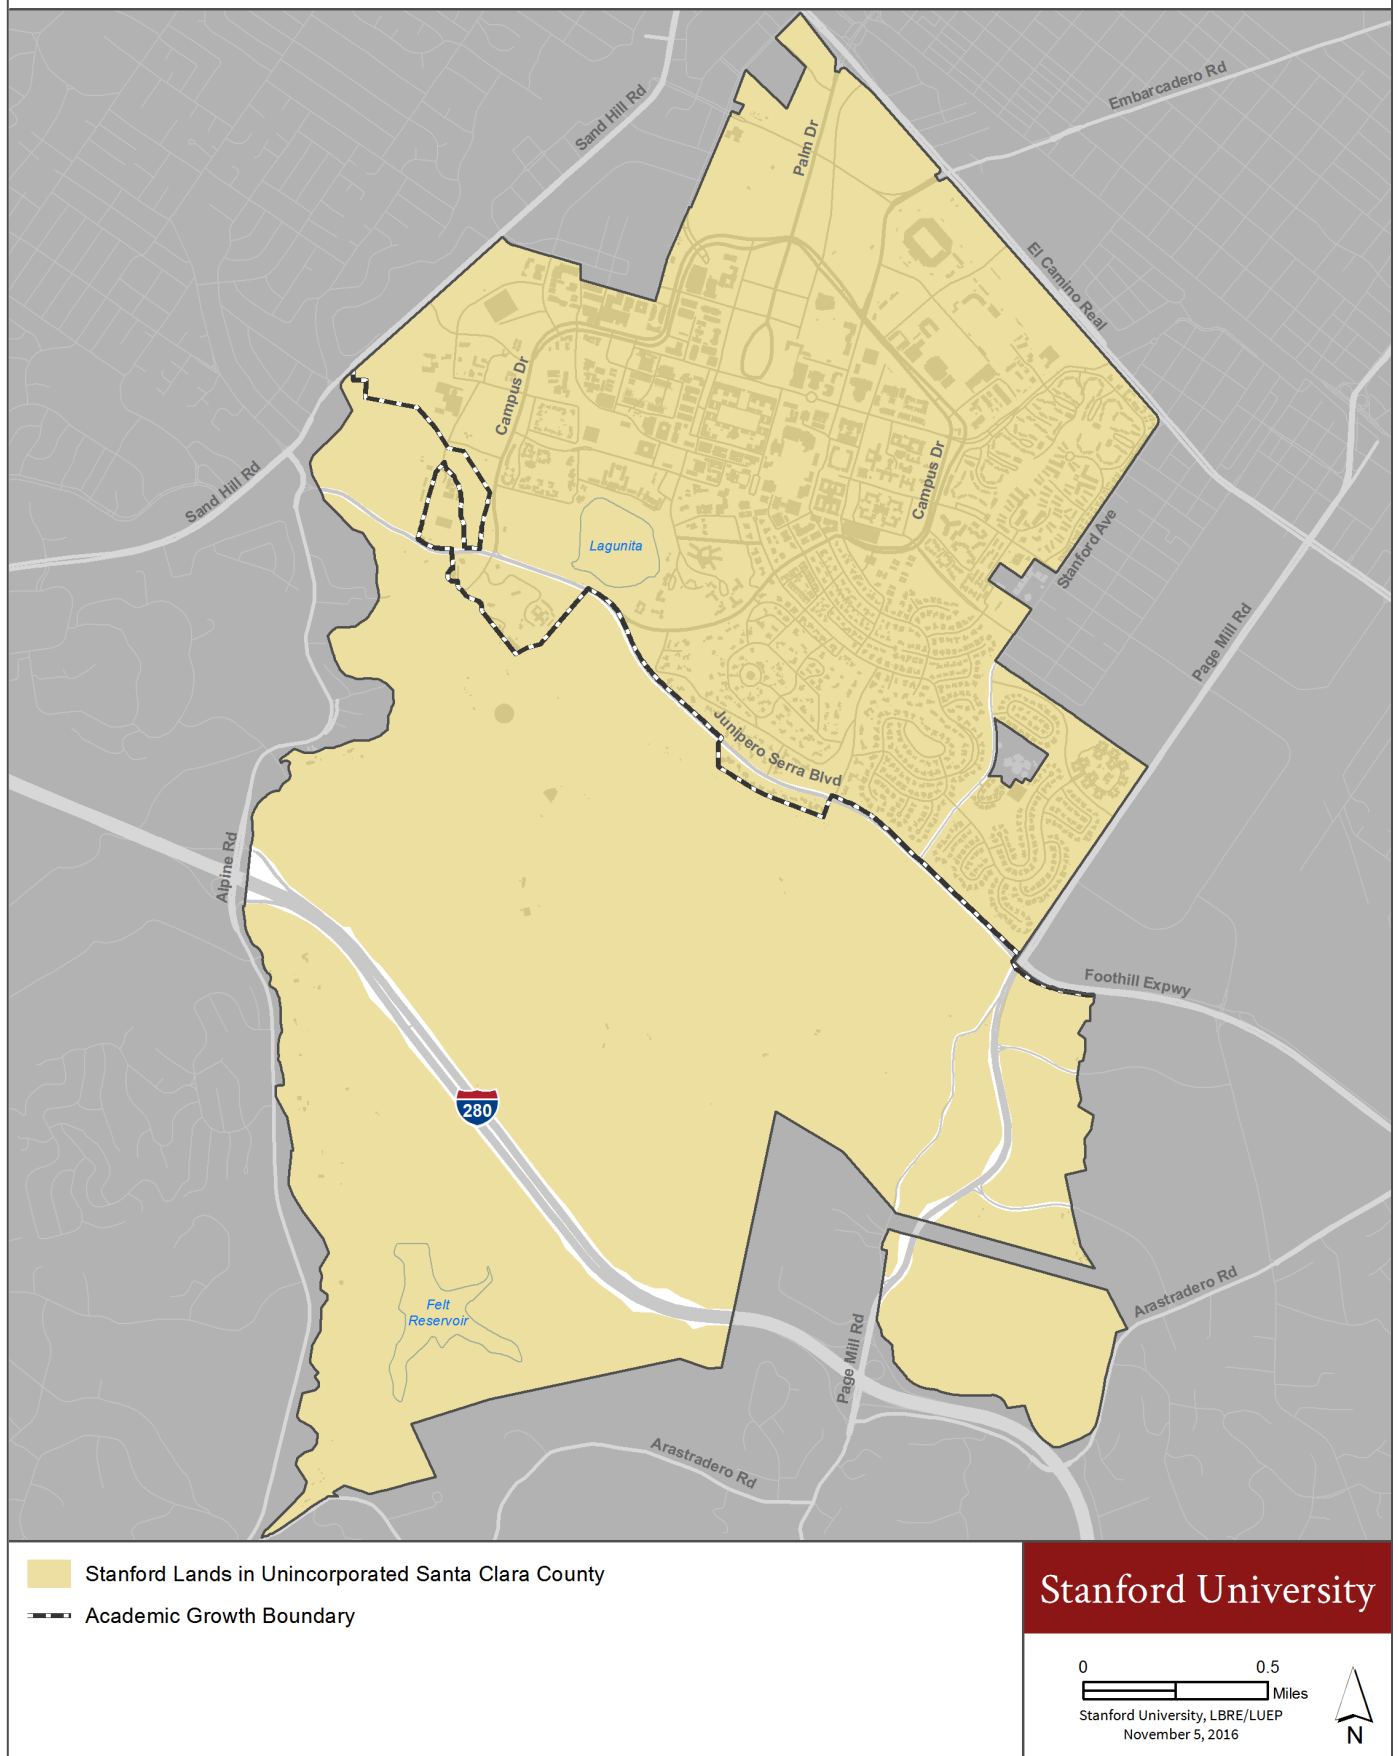 Embarcadero Rd
Sand Hill Rd
Palm Dr
El Camino Real
Campus Dr
Campus Dr
Sand Hill Rd
Lagunita
Stanford Ave
Page Mill Rd
Junipero Serra Blvd
Alpine Rd
Foothill Expwy
280
Felt
Reservoir
Arastradero Rd
Page Mill Rd
Arastradero Rd
Stanford Lands in Unincorporated Santa Clara County
Academic Growth Boundary
Stanford University
0 0.5
Miles
Stanford University, LBRE/LUEP
November 5, 2016
N